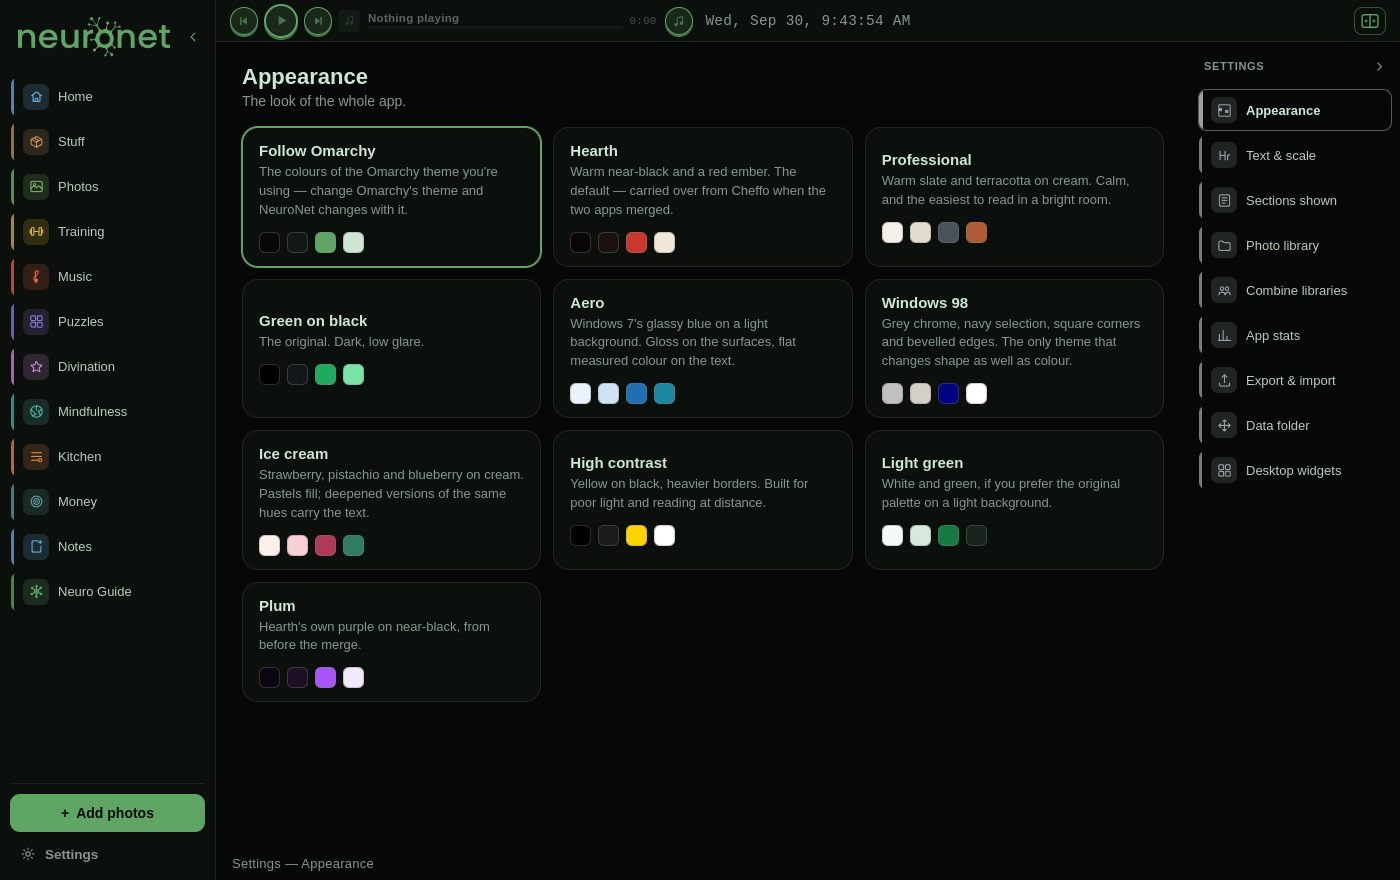 neuronet
Home
Stuff
Photos
Training
Music
Puzzles
Divination
Mindfulness
Kitchen
Money
Notes
Neuro Guide
+ Add photos
Settings
Nothing playing
0:00
Wed, Sep 30, 9:43:54 AM
Appearance
The look of the whole app.
Follow Omarchy
The colours of the Omarchy theme you're
using — change Omarchy's theme and
NeuroNet changes with it.
Hearth
Warm near-black and a red ember. The
default — carried over from Cheffo when the
two apps merged.
Professional
Warm slate and terracotta on cream. Calm,
and the easiest to read in a bright room.
Green on black
The original. Dark, low glare.
Aero
Windows 7's glassy blue on a light
background. Gloss on the surfaces, flat
measured colour on the text.
Windows 98
Grey chrome, navy selection, square corners
and bevelled edges. The only theme that
changes shape as well as colour.
Ice cream
Strawberry, pistachio and blueberry on cream.
Pastels fill; deepened versions of the same
hues carry the text.
High contrast
Yellow on black, heavier borders. Built for
poor light and reading at distance.
Light green
White and green, if you prefer the original
palette on a light background.
Plum
Hearth's own purple on near-black, from
before the merge.
Settings — Appearance
SETTINGS
Appearance
Text & scale
Sections shown
Photo library
Combine libraries
App stats
Export & import
Data folder
Desktop widgets